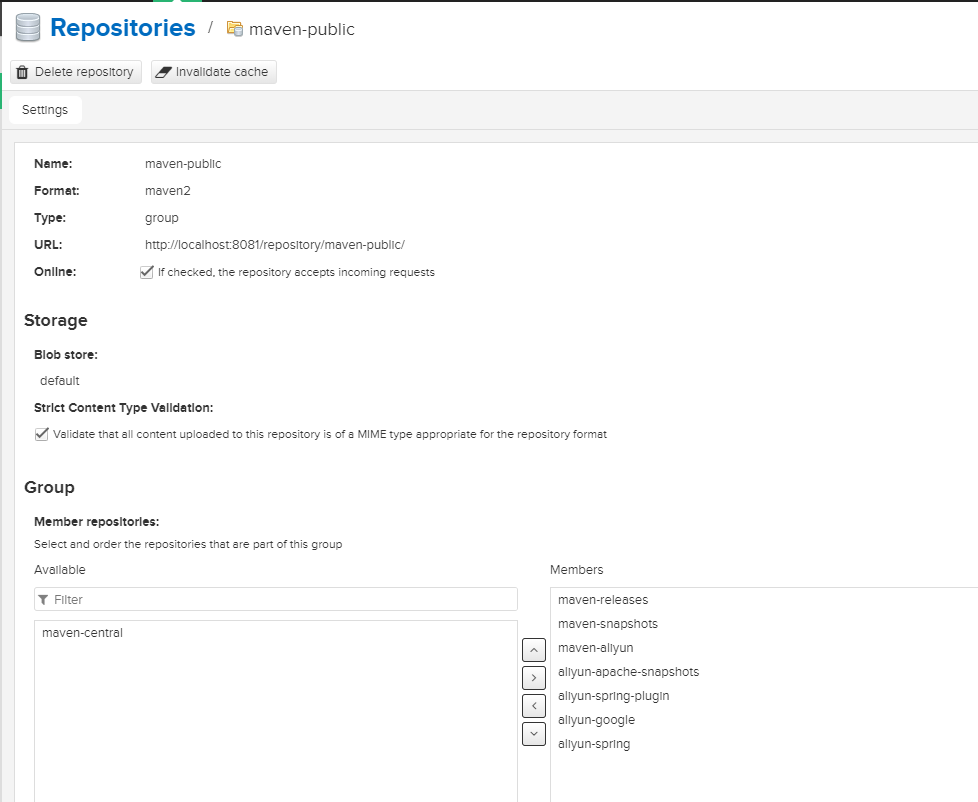 Repositories / maven-public
Delete repository Invalidate cache
Settings
Name: maven-public
Format: maven2
Type: group
URL: http://localhost:8081/repository/maven-public/
Online: If checked, the repository accepts incoming requests
Storage
Blob store:
default
Strict Content Type Validation:
Validate that all content uploaded to this repository is of a MIME type appropriate for the repository format
Group
Member repositories:
Select and order the repositories that are part of this group
Available
Filter
maven-central
Members
maven-releases
maven-snapshots
maven-aliyun
aliyun-apache-snapshots
aliyun-spring-plugin
aliyun-google
aliyun-spring